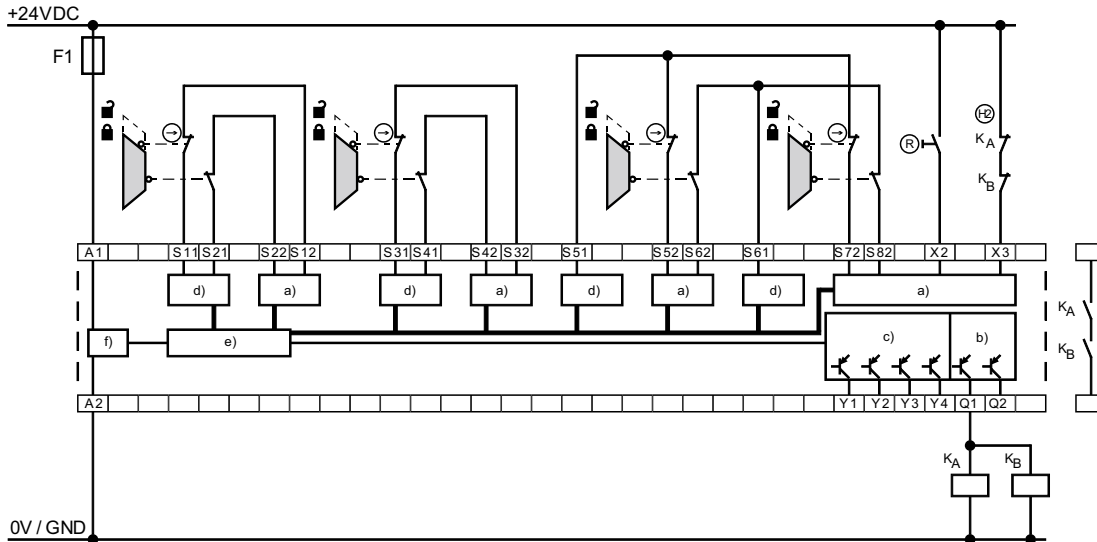 +24VDC
F1
R
H2
KA
KB
A1 S11 S21 S22 S12 S31 S41 S42 S32 S51 S52 S62 S61 S72 S82 X2 X3
d) a) d) a) d) a) d) a)
KA
KB
f) e) c) b)
A2 Y1 Y2 Y3 Y4 Q1 Q2
KA KB
0V / GND